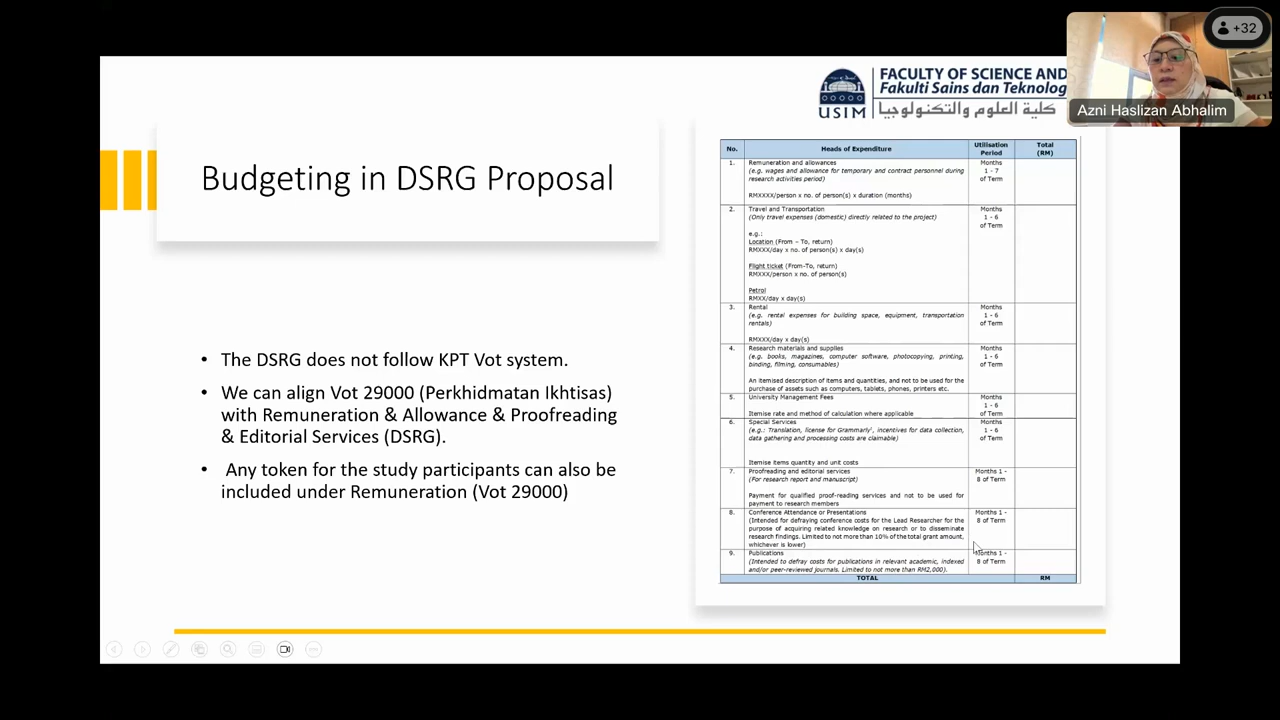 +32
Azni Haslizan Abhalim
USIM
FACULTY OF SCIENCE AND
Fakulti Sains dan Teknolog
كلية العلوم والتكنولوجيا
Budgeting in DSRG Proposal
• The DSRG does not follow KPT Vot system.
• We can align Vot 29000 (Perkhidmatan Ikhtisas)
with Remuneration & Allowance & Proofreading
& Editorial Services (DSRG).
• Any token for the study participants can also be
included under Remuneration (Vot 29000)
No. Heads of Expenditure Utilisation Period Total (RM)
1. Remuneration and allowances Months
(e.g. wages and allowance for temporary and contract personnel during 1 - 7
research activities period) of Term
RMXXXX/person x no. of person(s) x duration (months)
2. Travel and Transportation Months
(Only travel expenses (domestic) directly related to the project) 1 - 6
of Term
e.g.:
Location (From – To, return)
RMXX/day x no. of person(s) x day(s)
Flight ticket (From-To, return)
RMXX/person x no. of person(s)
Petrol
RMXX/day x day(s)
3. Rental Months
(e.g. rental expenses for building space, equipment, transportation 1 - 6
rentals) of Term
RMXX/day x day(s)
4. Research materials and supplies Months
(e.g. books, magazines, computer software, photocopying, printing, 1 - 6
binding, filming, consumables) of Term
An itemised description of items and quantities, and not to be used for the
purchase of assets such as computers, tablets, phones, printers etc.
5. University Management Fees Months
1 - 6
Itemise rate and method of calculation where applicable of Term
6. Special Services Months
(e.g.: Translation, license for Grammarly¹, incentives for data collection, 1 - 6
data gathering and processing costs are claimable) of Term
Itemise items quantity and unit costs
7. Proofreading and editorial services Months 1 -
(For research report and manuscript) 8 of Term
Payment for qualified proof-reading services and not to be used for
payment to research members
8. Conference Attendance or Presentations Months 1 -
(Intended for defraying conference costs for the Lead Researcher for the 8 of Term
purpose of acquiring related knowledge on research or to disseminate
research findings. Limited to not more than 10% of the total grant amount,
whichever is lower)
9. Publications Months 1 -
(Intended to defray costs for publications in relevant academic, indexed 8 of Term
and/or peer-reviewed journals. Limited to not more than RM2,000).
TOTAL RM